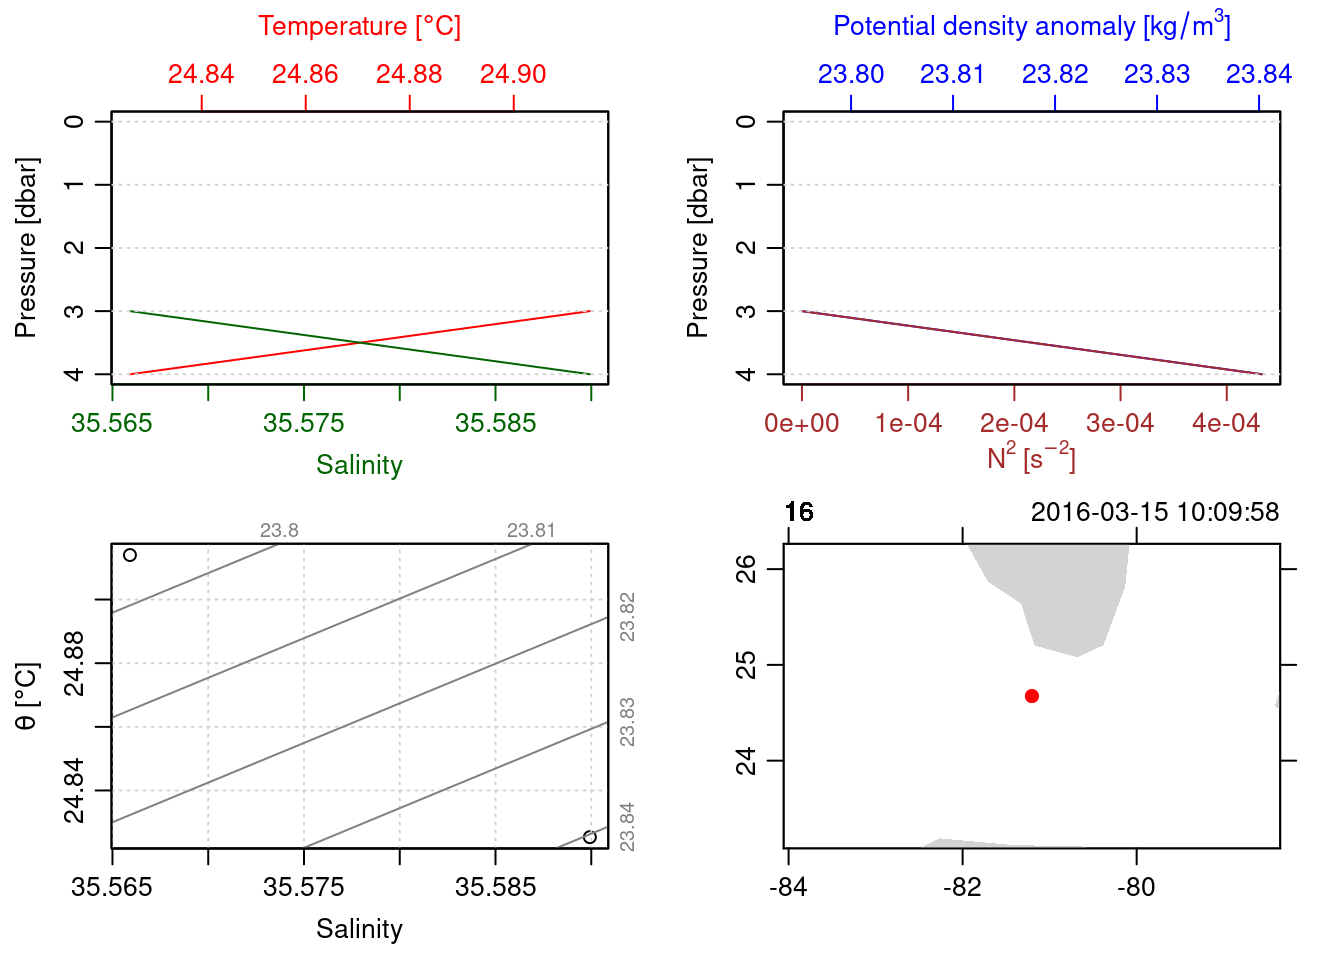 Temperature [°C]
24.84 24.86 24.88 24.90
Pressure [dbar]
0
1
2
3
4
35.565 35.575 35.585
Salinity
Potential density anomaly [kg/m³]
23.80 23.81 23.82 23.83 23.84
Pressure [dbar]
0
1
2
3
4
0e+00 1e-04 2e-04 3e-04 4e-04
N² [s⁻²]
23.8 23.81
θ [°C]
24.88
24.84
23.82
23.83
23.84
35.565 35.575 35.585
Salinity
16 2016-03-15 10:09:58
26
25
24
-84 -82 -80